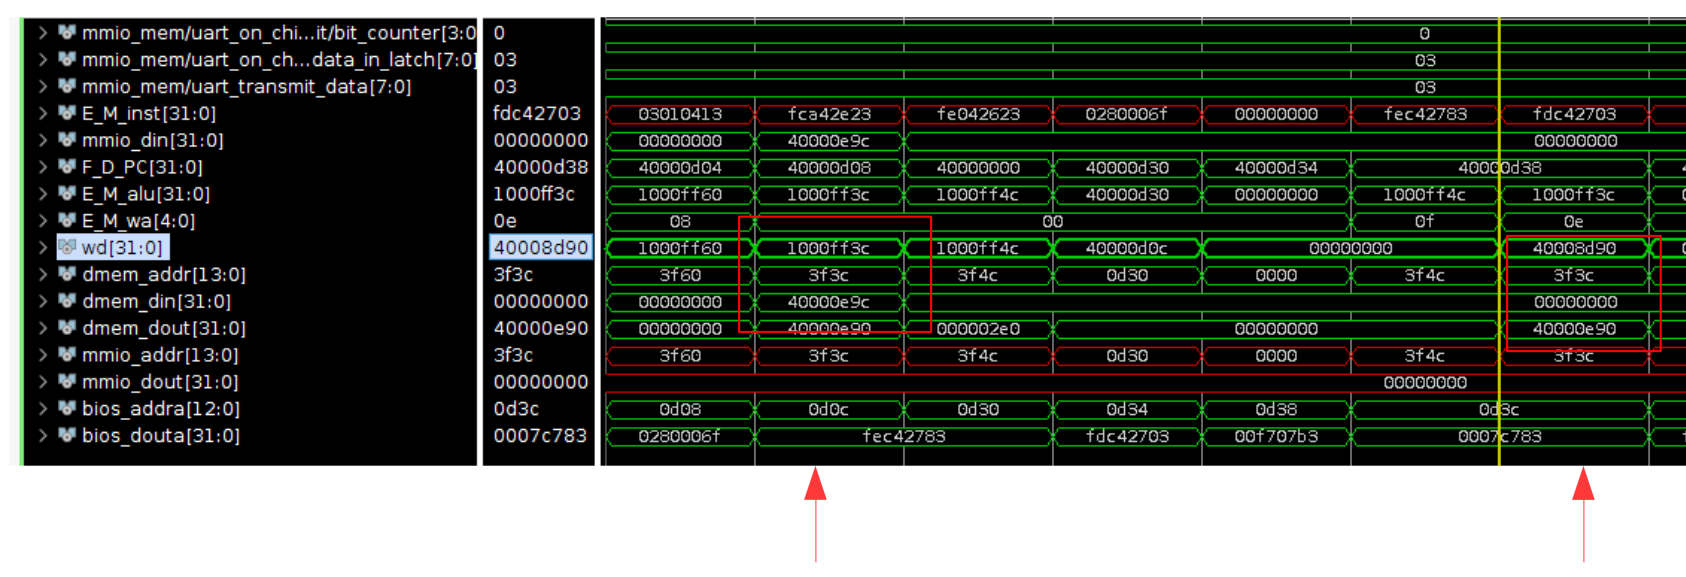 mmio_mem/uart_on_chi...it/bit_counter[3:0 0 0
mmio_mem/uart_on_ch...data_in_latch[7:0] 03 03
mmio_mem/uart_transmit_data[7:0] 03 03
E_M_inst[31:0] fdc42703 03010413 fca42e23 fe042623 0280006f 00000000 fec42783 fdc42703
mmio_din[31:0] 00000000 00000000 40000e9c 00000000
F_D_PC[31:0] 40000d38 40000d04 40000d08 40000000 40000d30 40000d34 40000d38
E_M_alu[31:0] 1000ff3c 1000ff60 1000ff3c 1000ff4c 40000d30 00000000 1000ff4c 1000ff3c
E_M_wa[4:0] 0e 08 00 0f 0e
wd[31:0] 40008d90 1000ff60 1000ff3c 1000ff4c 40000d0c 00000000 40008d90
dmem_addr[13:0] 3f3c 3f60 3f3c 3f4c 0d30 0000 3f4c 3f3c
dmem_din[31:0] 00000000 00000000 40000e9c 00000000
dmem_dout[31:0] 40000e90 00000000 40000e90 000002e0 00000000 40000e90
mmio_addr[13:0] 3f3c 3f60 3f3c 3f4c 0d30 0000 3f4c 3f3c
mmio_dout[31:0] 00000000 00000000
bios_addra[12:0] 0d3c 0d08 0d0c 0d30 0d34 0d38 0d3c
bios_douta[31:0] 0007c783 0280006f fec42783 fdc42703 00f707b3 0007c783